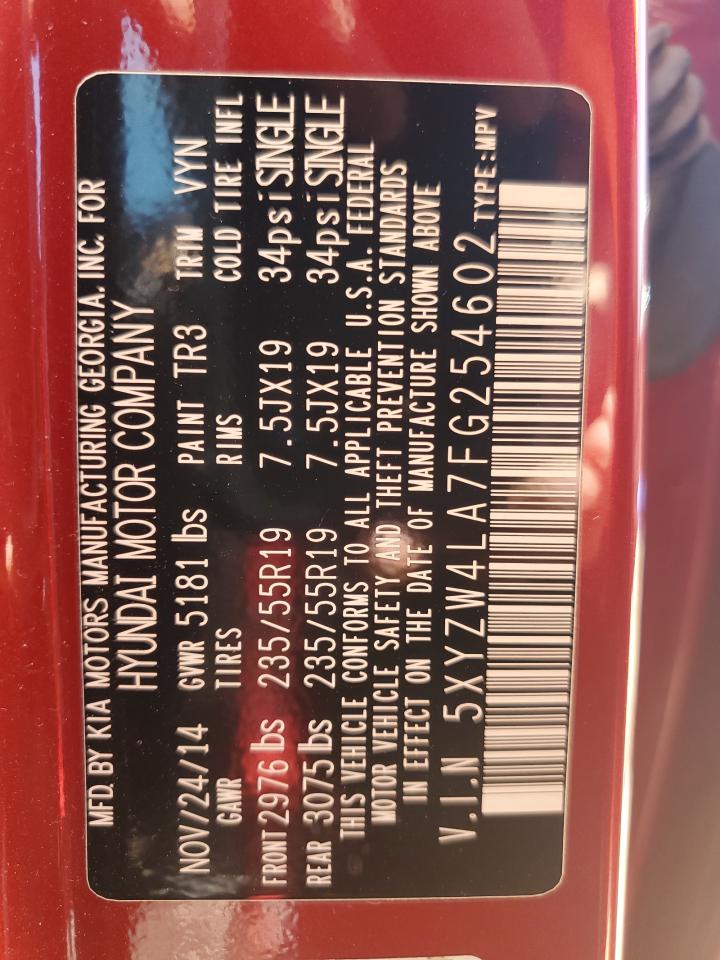 MFD. BY KIA MOTORS MANUFACTURING GEORGIA, INC. FOR
HYUNDAI MOTOR COMPANY
NOV/24/14 GVWR 5181 lbs PAINT TR3 TRIM VYN
GAWR TIRES RIMS COLD TIRE INFL
FRONT 2976 lbs 235/55R19 7.5JX19 34psi SINGLE
REAR 3075 lbs 235/55R19 7.5JX19 34psi SINGLE
THIS VEHICLE CONFORMS TO ALL APPLICABLE U.S.A. FEDERAL
MOTOR VEHICLE SAFETY AND THEFT PREVENTION STANDARDS
IN EFFECT ON THE DATE OF MANUFACTURE SHOWN ABOVE
V.I.N 5XYZW4LA7FG254602 TYPE:MPV